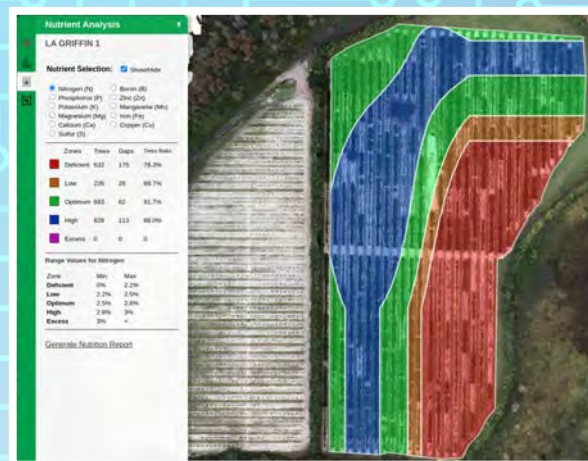 Nutrient Analysis
LA GRIFFIN 1
Nutrient Selection: Show/Hide
Nitrogen (N) Boron (B)
Phosphorus (P) Zinc (Zn)
Potassium (K) Manganese (Mn)
Magnesium (Mg) Iron (Fe)
Calcium (Ca) Copper (Cu)
Sulfur (S)
Zones Trees Gaps Trees Ratio
Deficient 632 175 78.3%
Low 226 26 89.7%
Optimum 683 62 91.7%
High 828 113 88.0%
Excess 0 0 0
Range Values for Nitrogen
Zone Min Max
Deficient 0% 2.2%
Low 2.2% 2.5%
Optimum 2.5% 2.8%
High 2.8% 3%
Excess 3%
Generate Nutrition Report